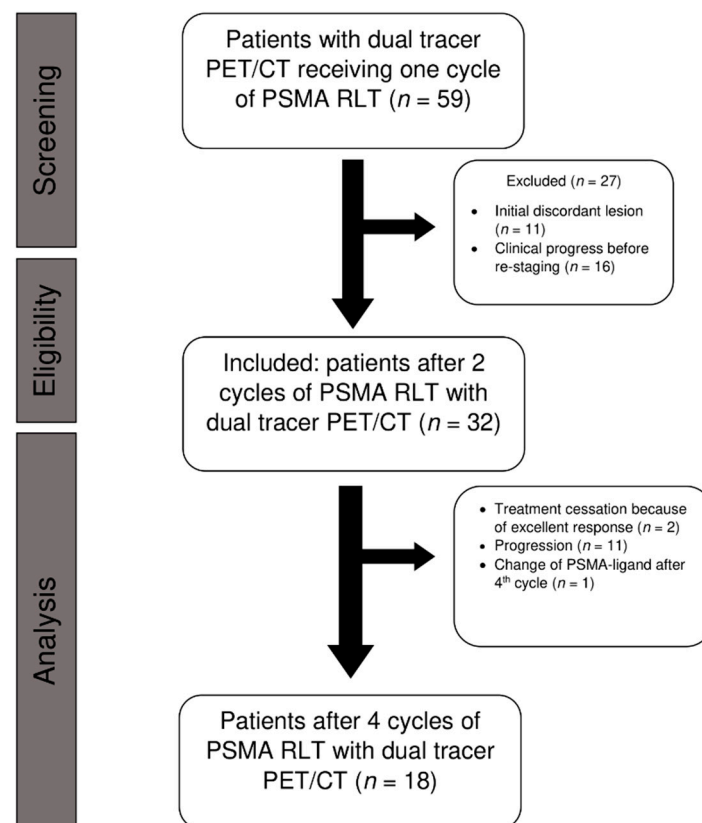 Screening
Patients with dual tracer
PET/CT receiving one cycle
of PSMA RLT (n = 59)
Excluded (n = 27)
• Initial discordant lesion
(n = 11)
• Clinical progress before
re-staging (n = 16)
Eligibility
Included: patients after 2
cycles of PSMA RLT with
dual tracer PET/CT (n = 32)
Analysis
• Treatment cessation because
of excellent response (n = 2)
• Progression (n = 11)
• Change of PSMA-ligand after
4th cycle (n = 1)
Patients after 4 cycles of
PSMA RLT with dual tracer
PET/CT (n = 18)